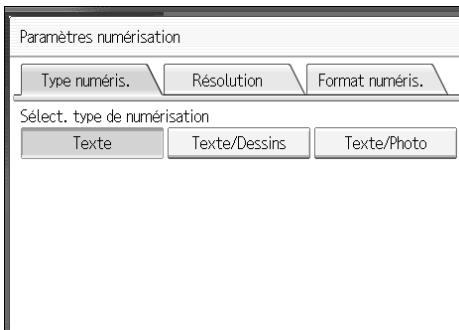 Paramètres numérisation
Type numéris. Résolution Format numéris.
Sélect. type de numérisation
Texte Texte/Dessins Texte/Photo